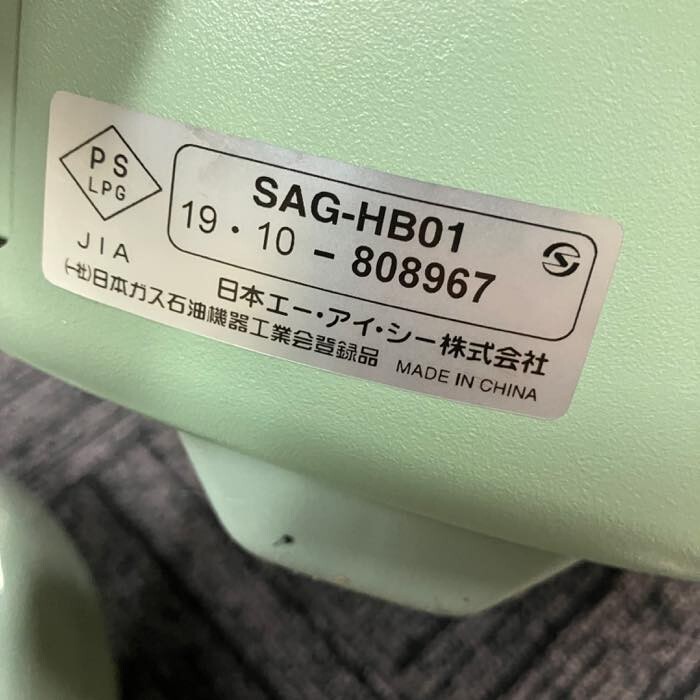 PS
LPG
JIA
SAG-HB01
19・10-808967
日本エー・アイ・シー株式会社
(一社)日本ガス石油機器工業会登録品
MADE IN CHINA